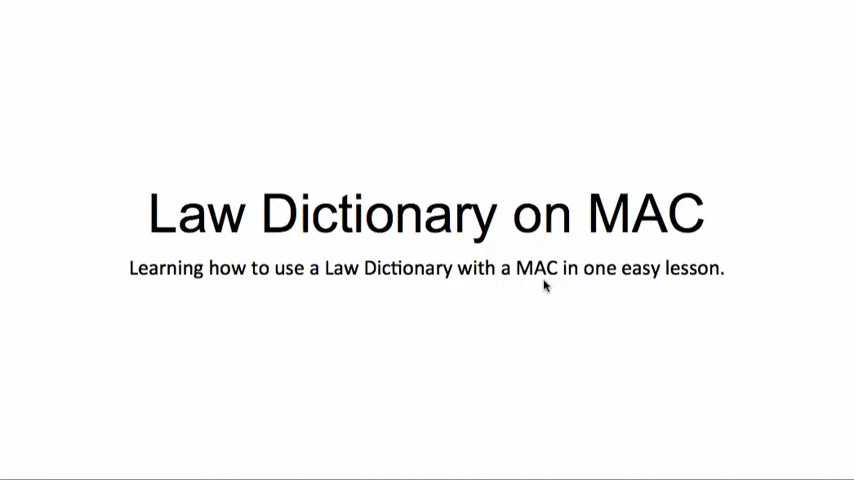 Law Dictionary on MAC
Learning how to use a Law Dictionary with a MAC in one easy lesson.